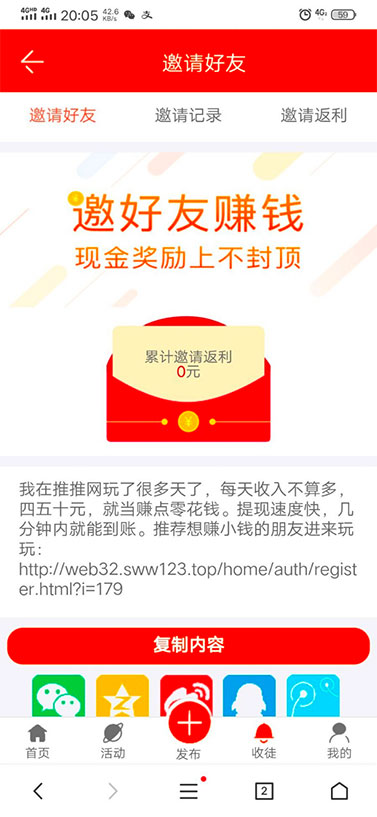 4GHD 4G 20:05 42.6 KB/s 支 4G 59
邀请好友
邀请好友 邀请记录 邀请返利
邀好友赚钱
现金奖励上不封顶
累计邀请返利
0元
我在推推网玩了很多天了，每天收入不算多，
四五十元，就当赚点零花钱。提现速度快，几
分钟内就能到账。推荐想赚小钱的朋友进来玩
玩：
http://web32.sww123.top/home/auth/regist
er.html?i=179
复制内容
首页 活动 发布 收徒 我的
2